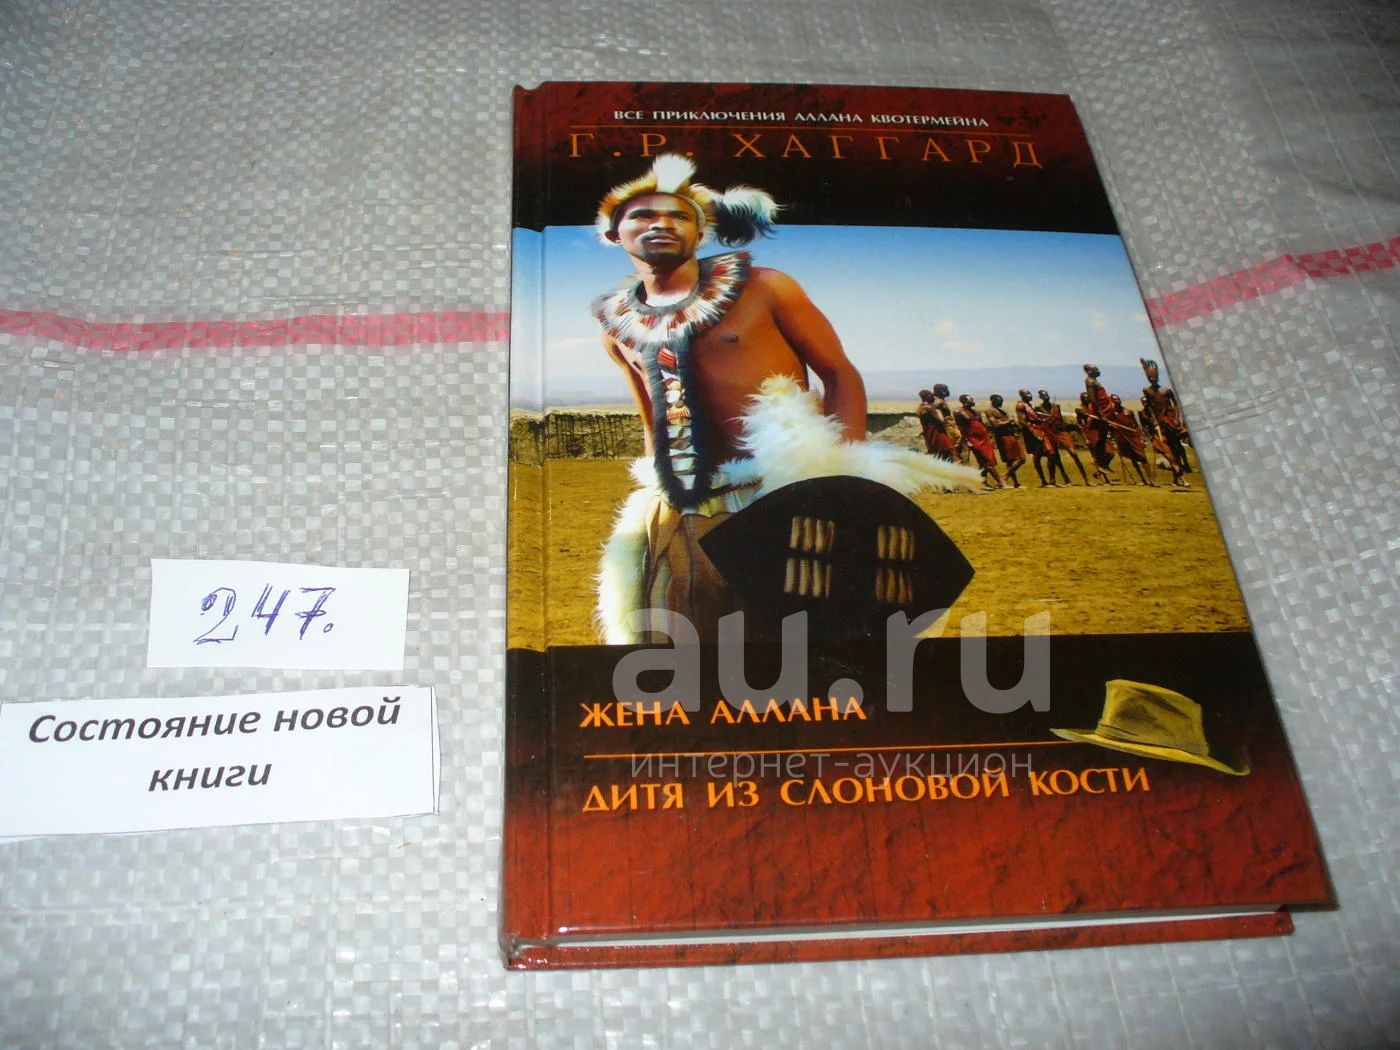 ВСЕ ПРИКЛЮЧЕНИЯ АЛЛАНА КВОТЕРМЕЙНА
Г. Р. ХАГГАРД
247.
Состояние новой
книги
au.ru
ЖЕНА АЛЛАНА
интернет-аукцион
ДИТЯ ИЗ СЛОНОВОЙ КОСТИ